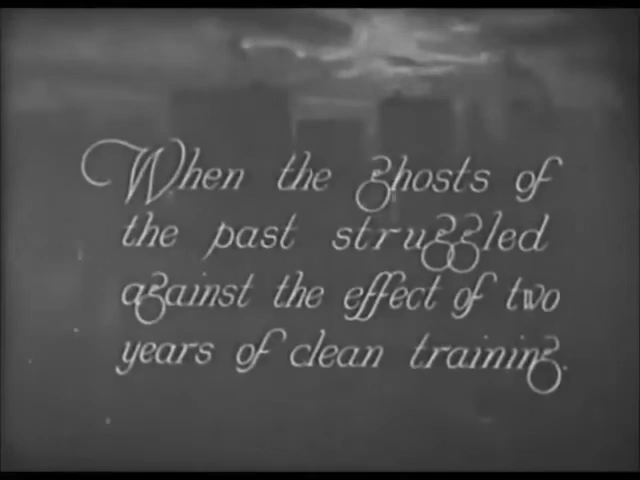 When the ghosts of
the past struggled
against the effect of two
years of clean training.